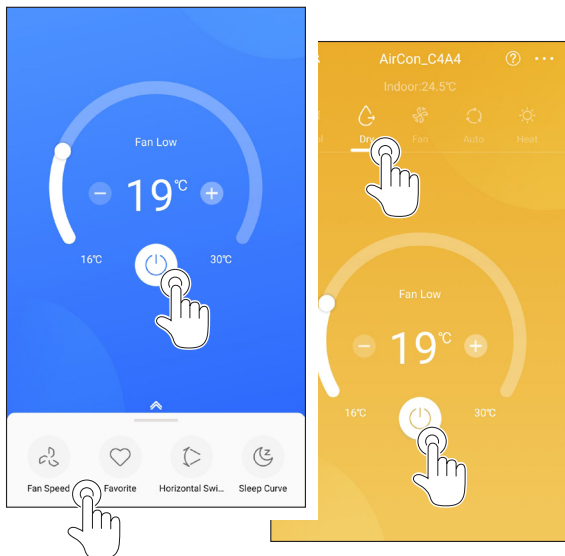 Fan Low
19°C
16°C
30°C
Fan Speed
Favorite
Horizontal Swi...
Sleep Curve
AirCon_C4A4
Indoor:24.5°C
Dry
Fan
Auto
Heat
Fan Low
19°C
16°C
30°C